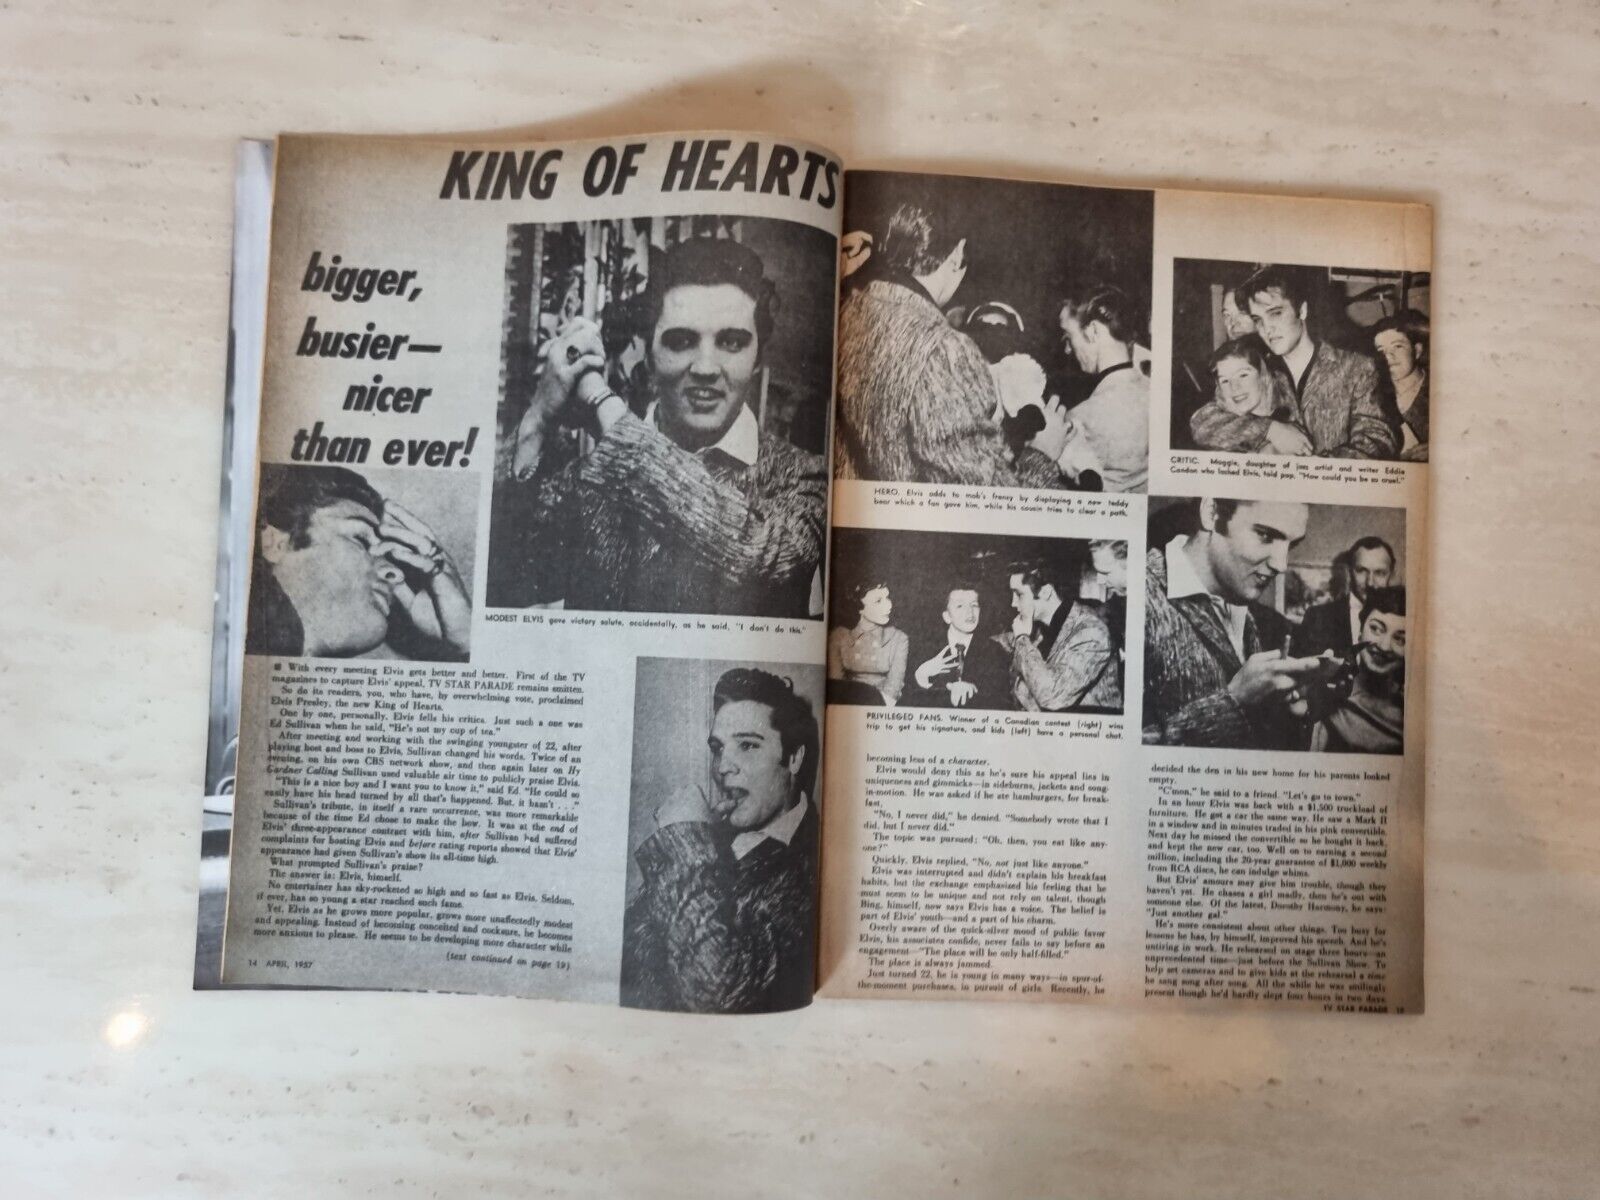 KING OF HEARTS
bigger,
busier—
nicer
than ever!
MODEST ELVIS gave victory salute, accidentally, as he said, "I don't do this."
■ With every meeting Elvis gets better and better. First of the TV
magazines to capture Elvis' appeal, TV STAR PARADE remains smitten.
So do its readers, you, who have, by overwhelming vote, proclaimed
Elvis Presley, the new King of Hearts.
One by one, personally, Elvis fells his critics. Just such a one was
Ed Sullivan when he said, "He's not my cup of tea."
After meeting and working with the swinging youngster of 22, after
playing host and boss to Elvis, Sullivan changed his words. Twice of an
evening, on his own CBS network show, and then again later on Hy
Gardner Calling Sullivan used valuable air time to publicly praise Elvis.
"This is a nice boy and I want you to know it," said Ed. "He could so
easily have his head turned by all that's happened. But, it hasn't . . ."
Sullivan's tribute, in itself a rare occurrence, was more remarkable
because of the time Ed chose to make the bow. It was at the end of
Elvis' three-appearance contract with him, after Sullivan had suffered
complaints for hosting Elvis and before rating reports showed that Elvis'
appearance had given Sullivan's show its all-time high.
What prompted Sullivan's praise?
The answer is: Elvis, himself.
No entertainer has sky-rocketed so high and so fast as Elvis. Seldom,
if ever, has so young a star reached such fame.
Yet, Elvis as he grows more popular, grows more unaffectedly modest
and appealing. Instead of becoming conceited and cocksure, he becomes
more anxious to please. He seems to be developing more character while
(text continued on page 19)
14 APRIL, 1957
HERO. Elvis adds to mob's frenzy by displaying a new teddy
bear which a fan gave him, while his cousin tries to clear a path.
CRITIC. Maggie, daughter of jazz artist and writer Eddie
Condon who lashed Elvis, told pop, "How could you be so cruel."
PRIVILEGED FANS. Winner of a Canadian contest (right) wins
trip to get his signature, and kids (left) have a personal chat.
becoming less of a character.
Elvis would deny this as he's sure his appeal lies in
uniqueness and gimmicks—in sideburns, jackets and song-
in-motion. He was asked if he ate hamburgers, for break-
fast.
"No, I never did," he denied. "Somebody wrote that I
did, but I never did."
The topic was pursued: "Oh, then, you eat like any-
one?"
Quickly, Elvis replied, "No, not just like anyone."
Elvis was interrupted and didn't explain his breakfast
habits, but the exchange emphasized his feeling that he
must seem to be unique and not rely on talent, though
Bing, himself, now says Elvis has a voice. The belief is
part of Elvis' youth—and a part of his charm.
Overly aware of the quick-silver mood of public favor
Elvis, his associates confide, never fails to say before an
engagement—"The place will be only half-filled."
The place is always jammed.
Just turned 22, he is young in many ways—in spur-of-
the-moment purchases, in pursuit of girls. Recently, he
decided the den in his new home for his parents looked
empty.
"C'mon," he said to a friend. "Let's go to town."
In an hour Elvis was back with a $1,500 truckload of
furniture. He got a car the same way. He saw a Mark II
in a window and in minutes traded in his pink convertible.
Next day he missed the convertible so he bought it back,
and kept the new car, too. Well on to earning a second
million, including the 20-year guarantee of $1,000 weekly
from RCA discs, he can indulge whims.
But Elvis' amours may give him trouble, though they
haven't yet. He chases a girl madly, then he's out with
someone else. Of the latest, Dorothy Harmony, he says:
"Just another gal."
He's more consistent about other things. Too busy for
lessons he has, by himself, improved his speech. And he's
untiring in work. He rehearsed on stage three hours—an
unprecedented time—just before the Sullivan Show. To
help set cameras and to give kids at the rehearsal a time
he sang song after song. All the while he was smilingly
present though he'd hardly slept four hours in two days
TV STAR PARADE